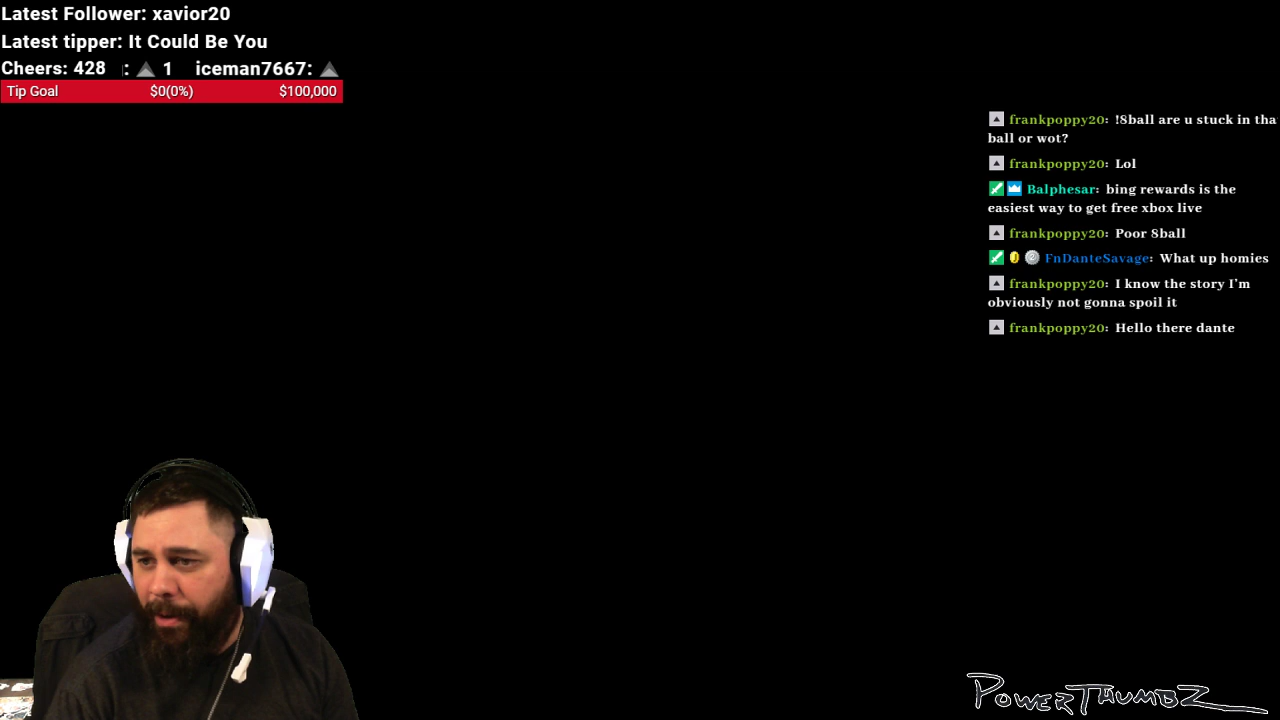 Latest Follower: xavior20
Latest tipper: It Could Be You
Cheers: 428 : 1 iceman7667:
Tip Goal $0(0%) $100,000
frankpoppy20: !8ball are u stuck in tha
ball or wot?
frankpoppy20: Lol
Balphesar: bing rewards is the
easiest way to get free xbox live
frankpoppy20: Poor 8ball
FnDanteSavage: What up homies
frankpoppy20: I know the story I'm
obviously not gonna spoil it
frankpoppy20: Hello there dante
POWERTHUMBZ